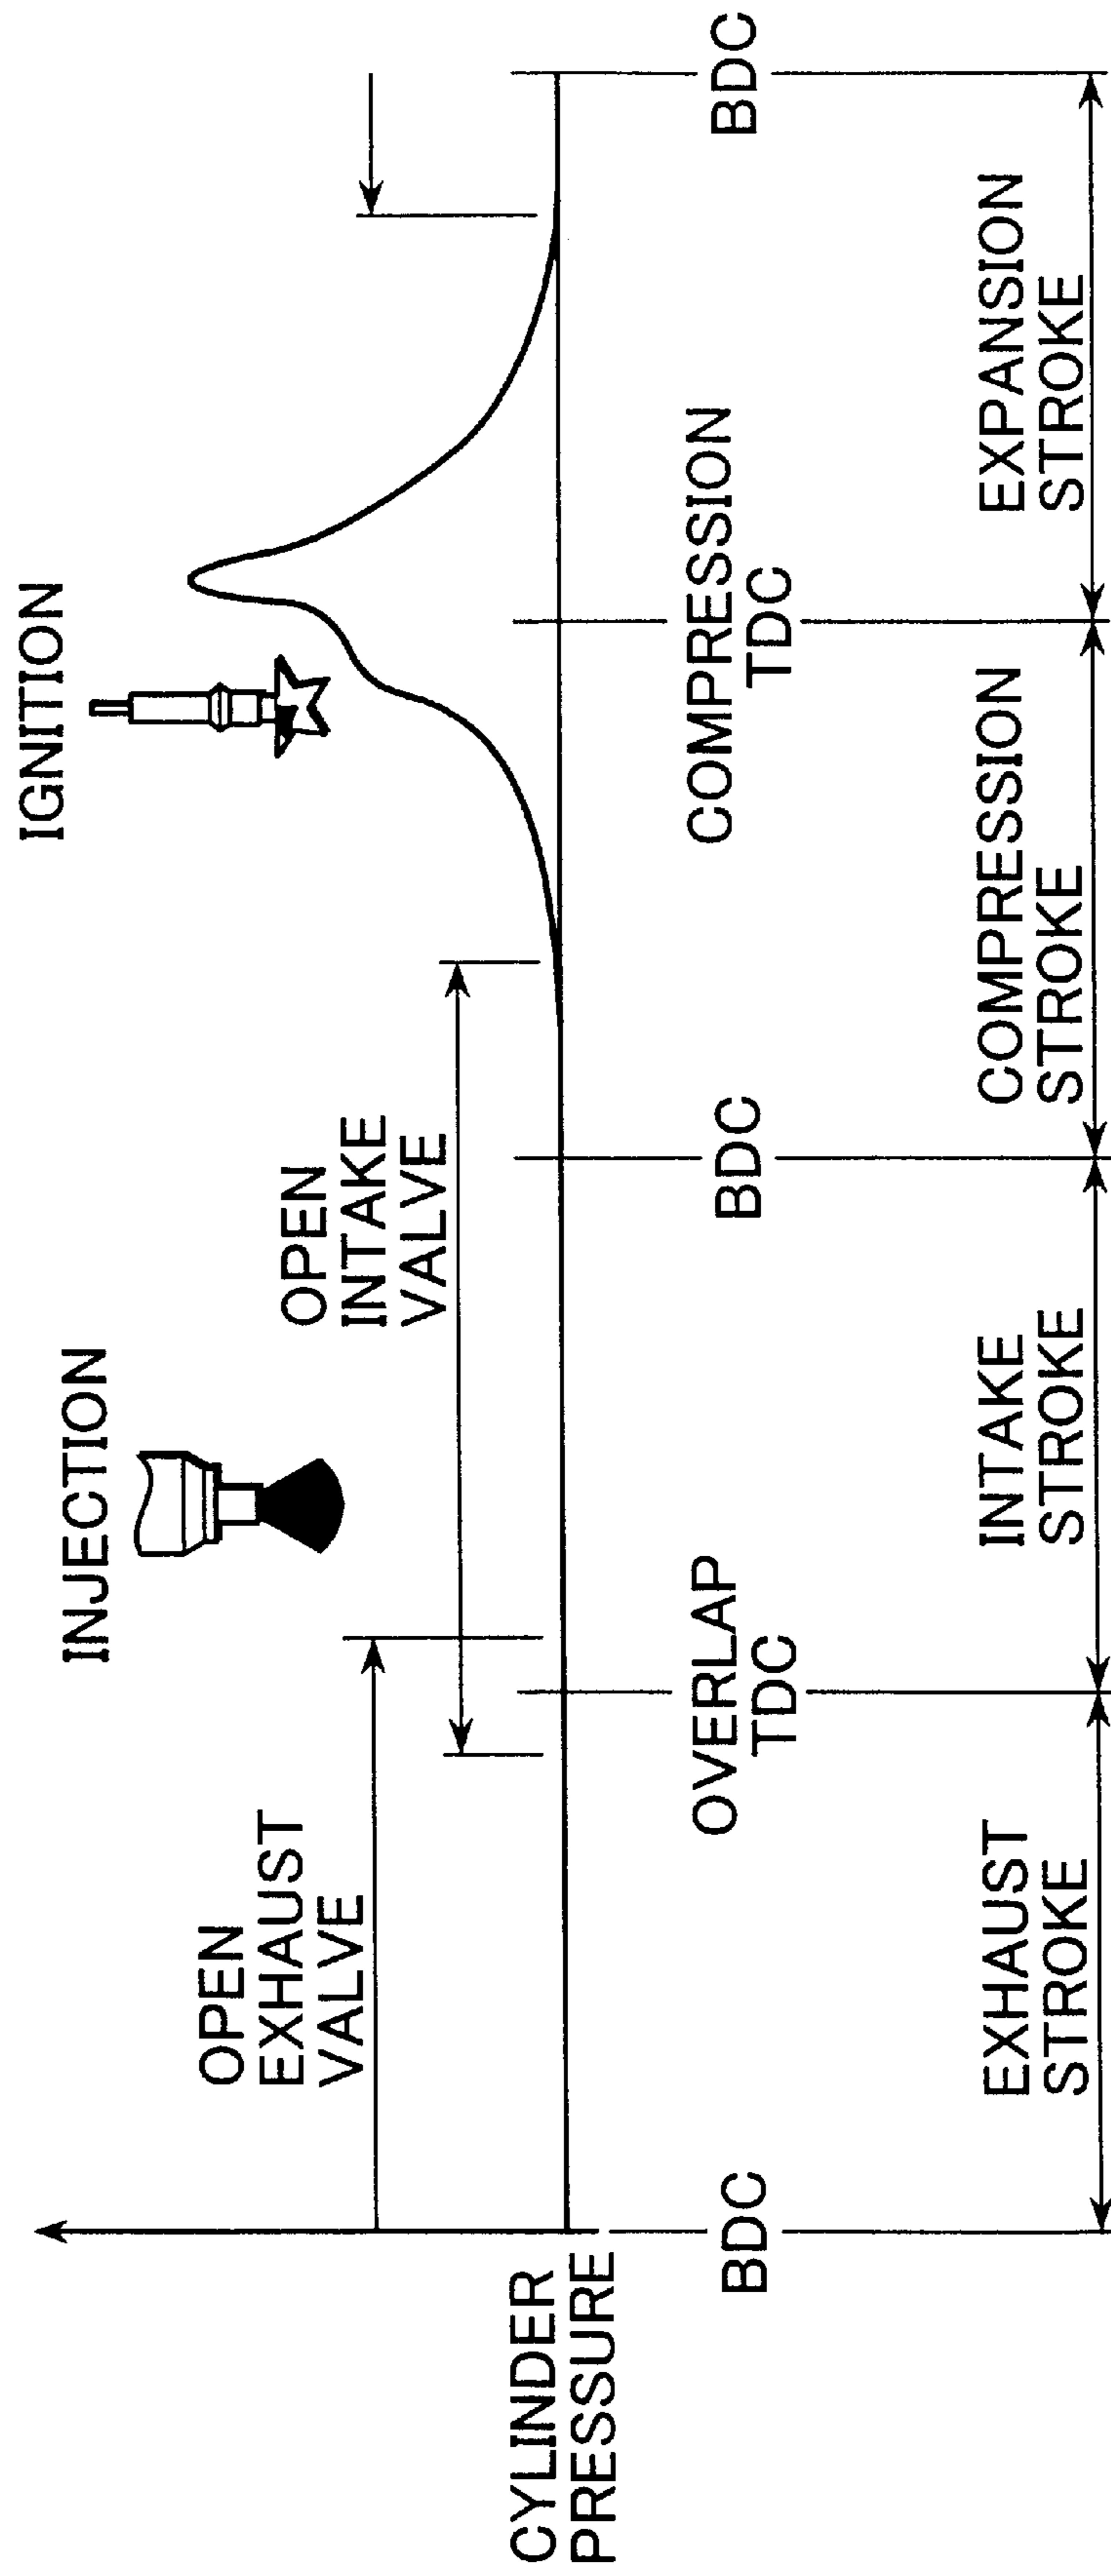 IGNITION
INJECTION
OPEN
EXHAUST
VALVE
OPEN
INTAKE
VALVE
CYLINDER
PRESSURE
BDC
OVERLAP
TDC
BDC
COMPRESSION
TDC
BDC
EXHAUST
STROKE
INTAKE
STROKE
COMPRESSION
STROKE
EXPANSION
STROKE